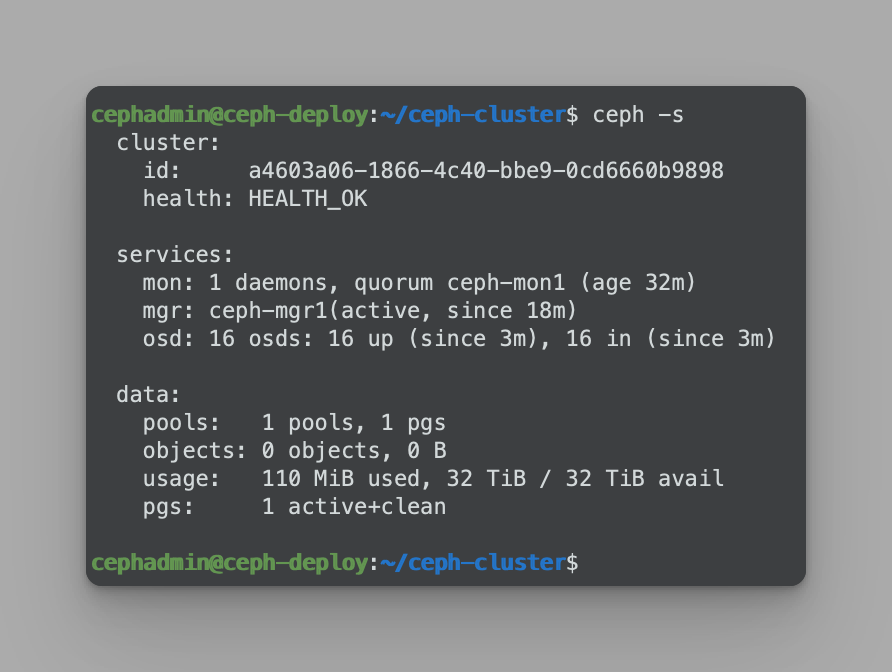 cephadmin@ceph-deploy:~/ceph-cluster$ ceph -s
  cluster:
    id:     a4603a06-1866-4c40-bbe9-0cd6660b9898
    health: HEALTH_OK

  services:
    mon: 1 daemons, quorum ceph-mon1 (age 32m)
    mgr: ceph-mgr1(active, since 18m)
    osd: 16 osds: 16 up (since 3m), 16 in (since 3m)

  data:
    pools:   1 pools, 1 pgs
    objects: 0 objects, 0 B
    usage:   110 MiB used, 32 TiB / 32 TiB avail
    pgs:     1 active+clean

cephadmin@ceph-deploy:~/ceph-cluster$